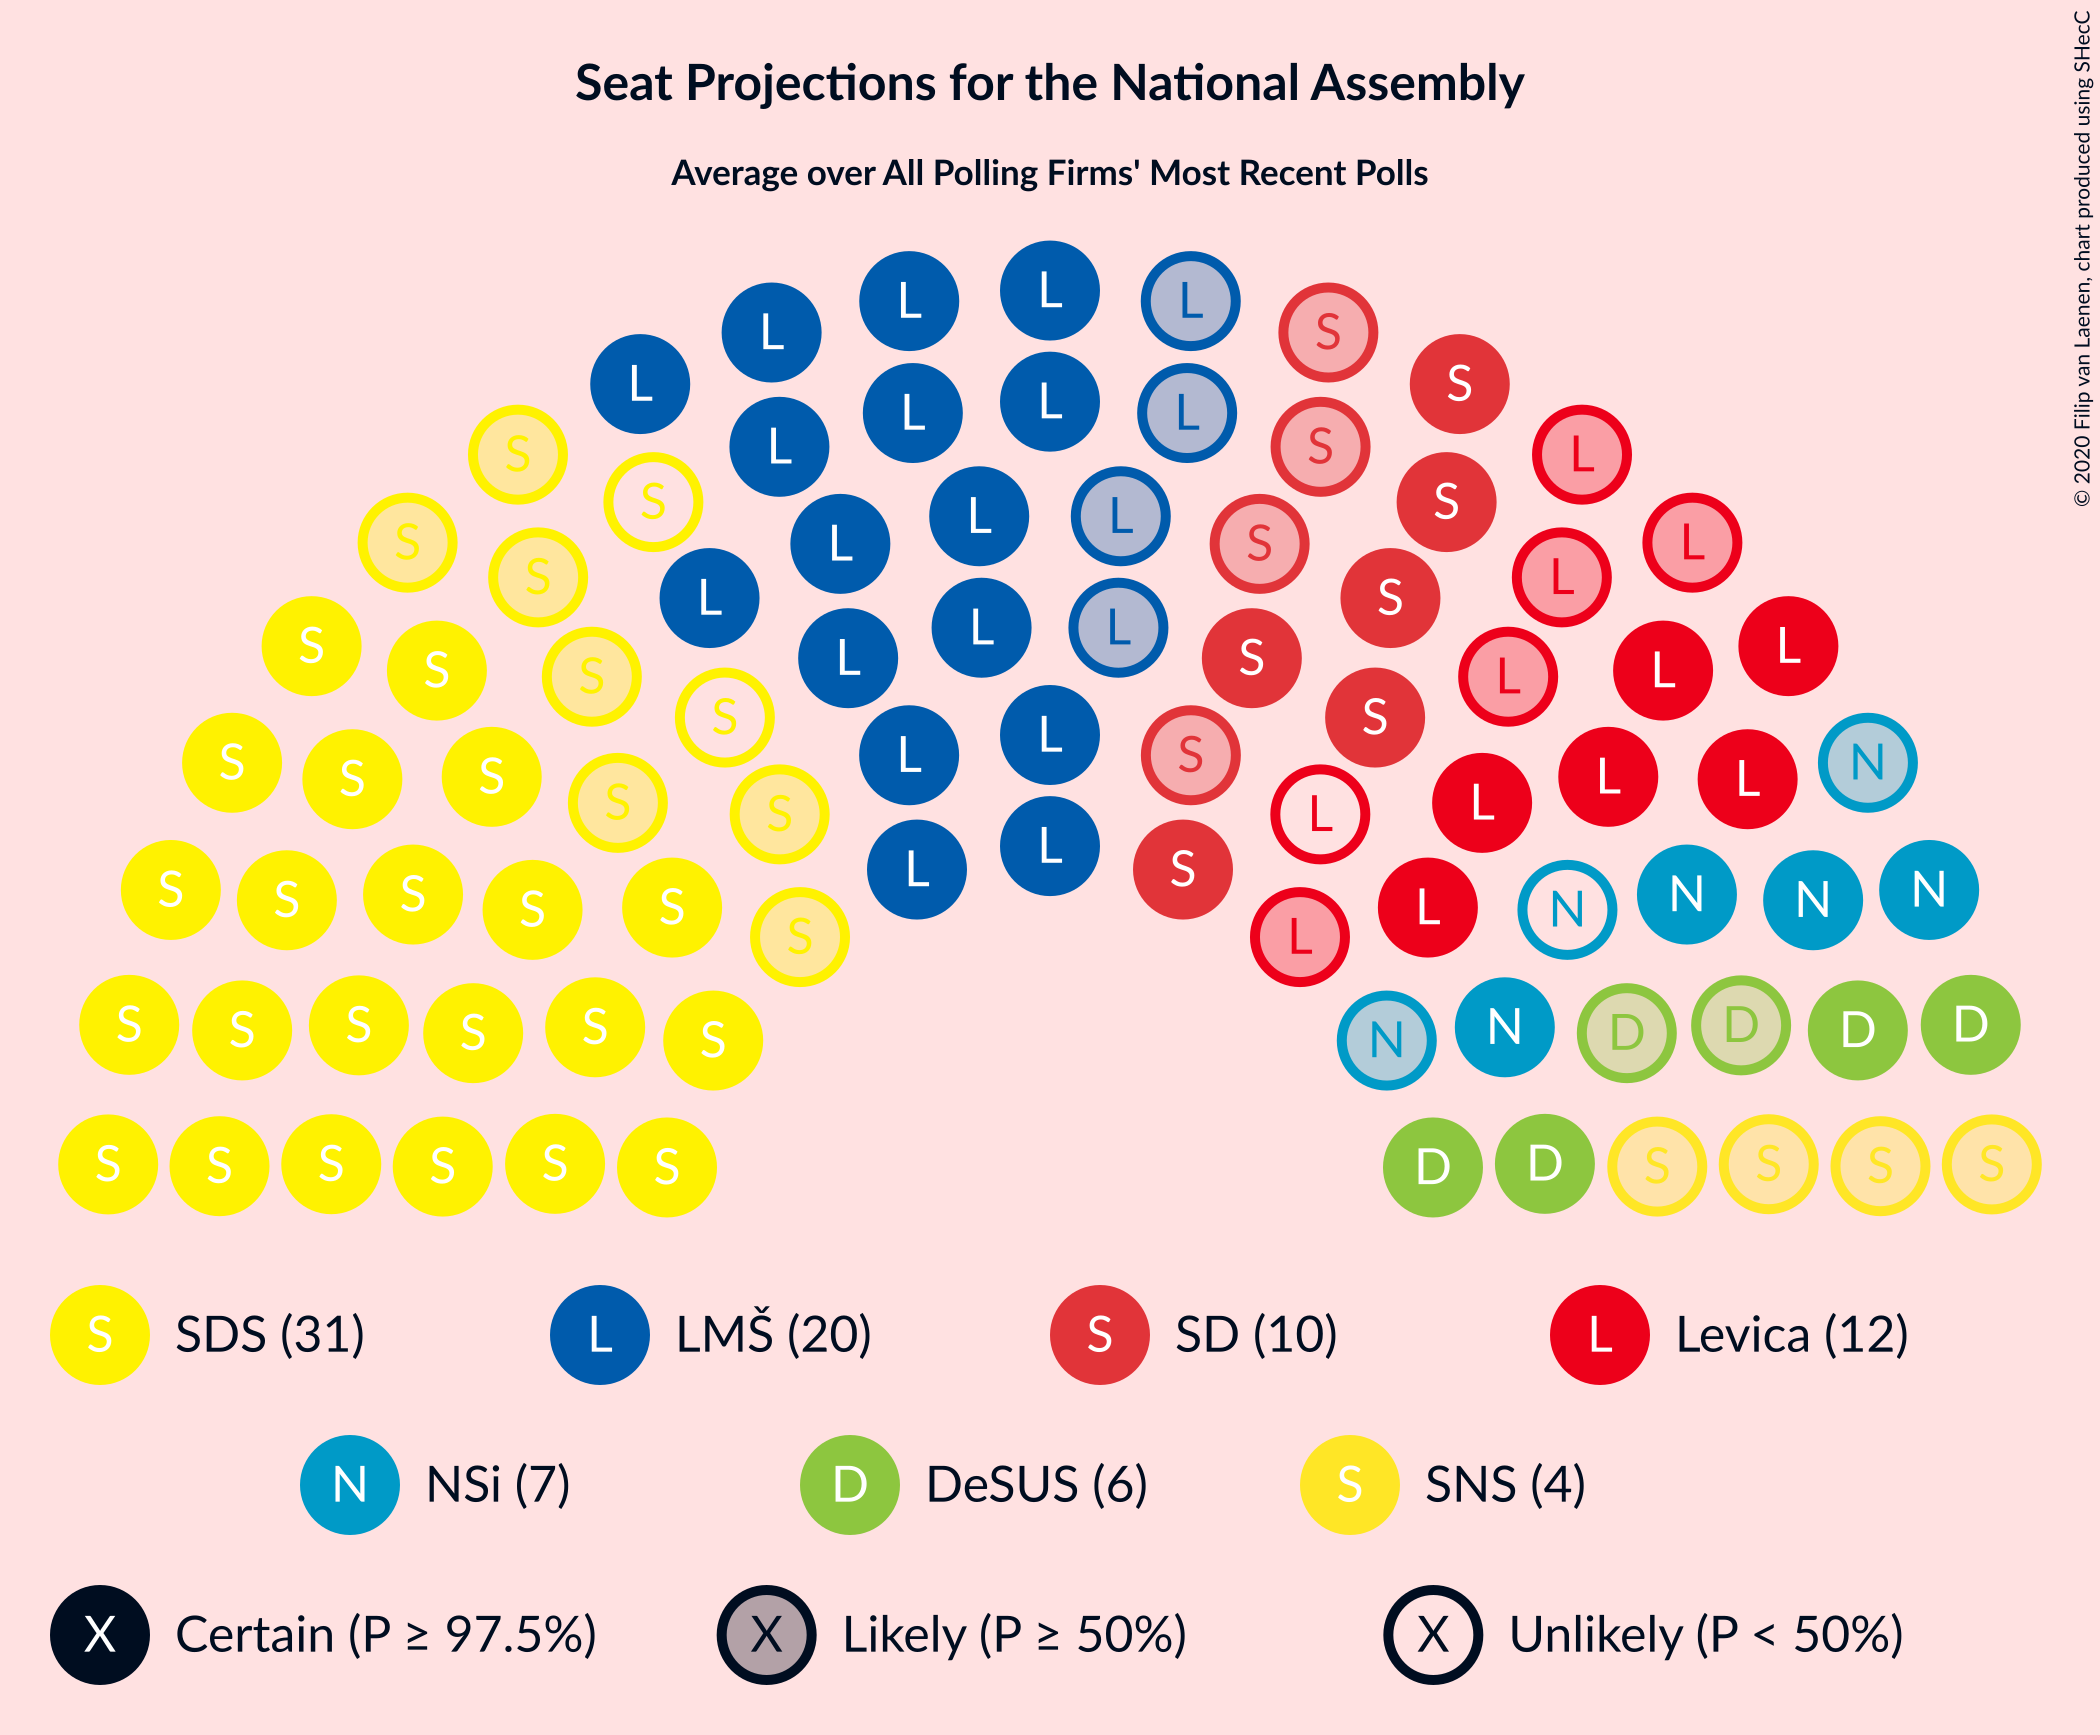 Seat Projections for the National Assembly
Average over All Polling Firms' Most Recent Polls
© 2020 Filip van Laenen, chart produced using SHecC
L L L L L S S
S L L L L S S L
S S L L L S S L L
S S L L L S S L L L
S S S S L L S L L L L N
S S S S S S L L S L L N N N N
S S S S S S N N D D D D
S S S S S S D D S S S S
S SDS (31) L LMŠ (20) S SD (10) L Levica (12)
N NSi (7) D DeSUS (6) S SNS (4)
X Certain (P ≥ 97.5%) X Likely (P ≥ 50%) X Unlikely (P < 50%)